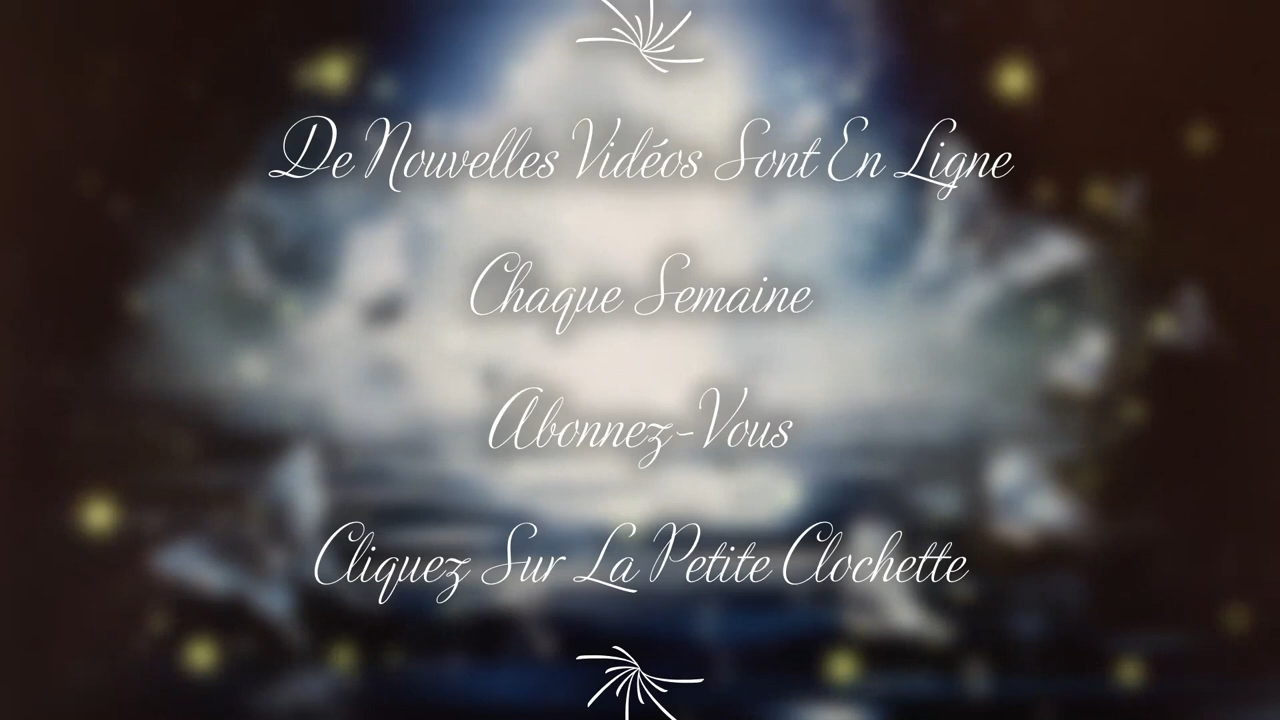 De Nouvelles Vidéos Sont En Ligne
Chaque Semaine
Abonnez-Vous
Cliquez Sur La Petite Clochette